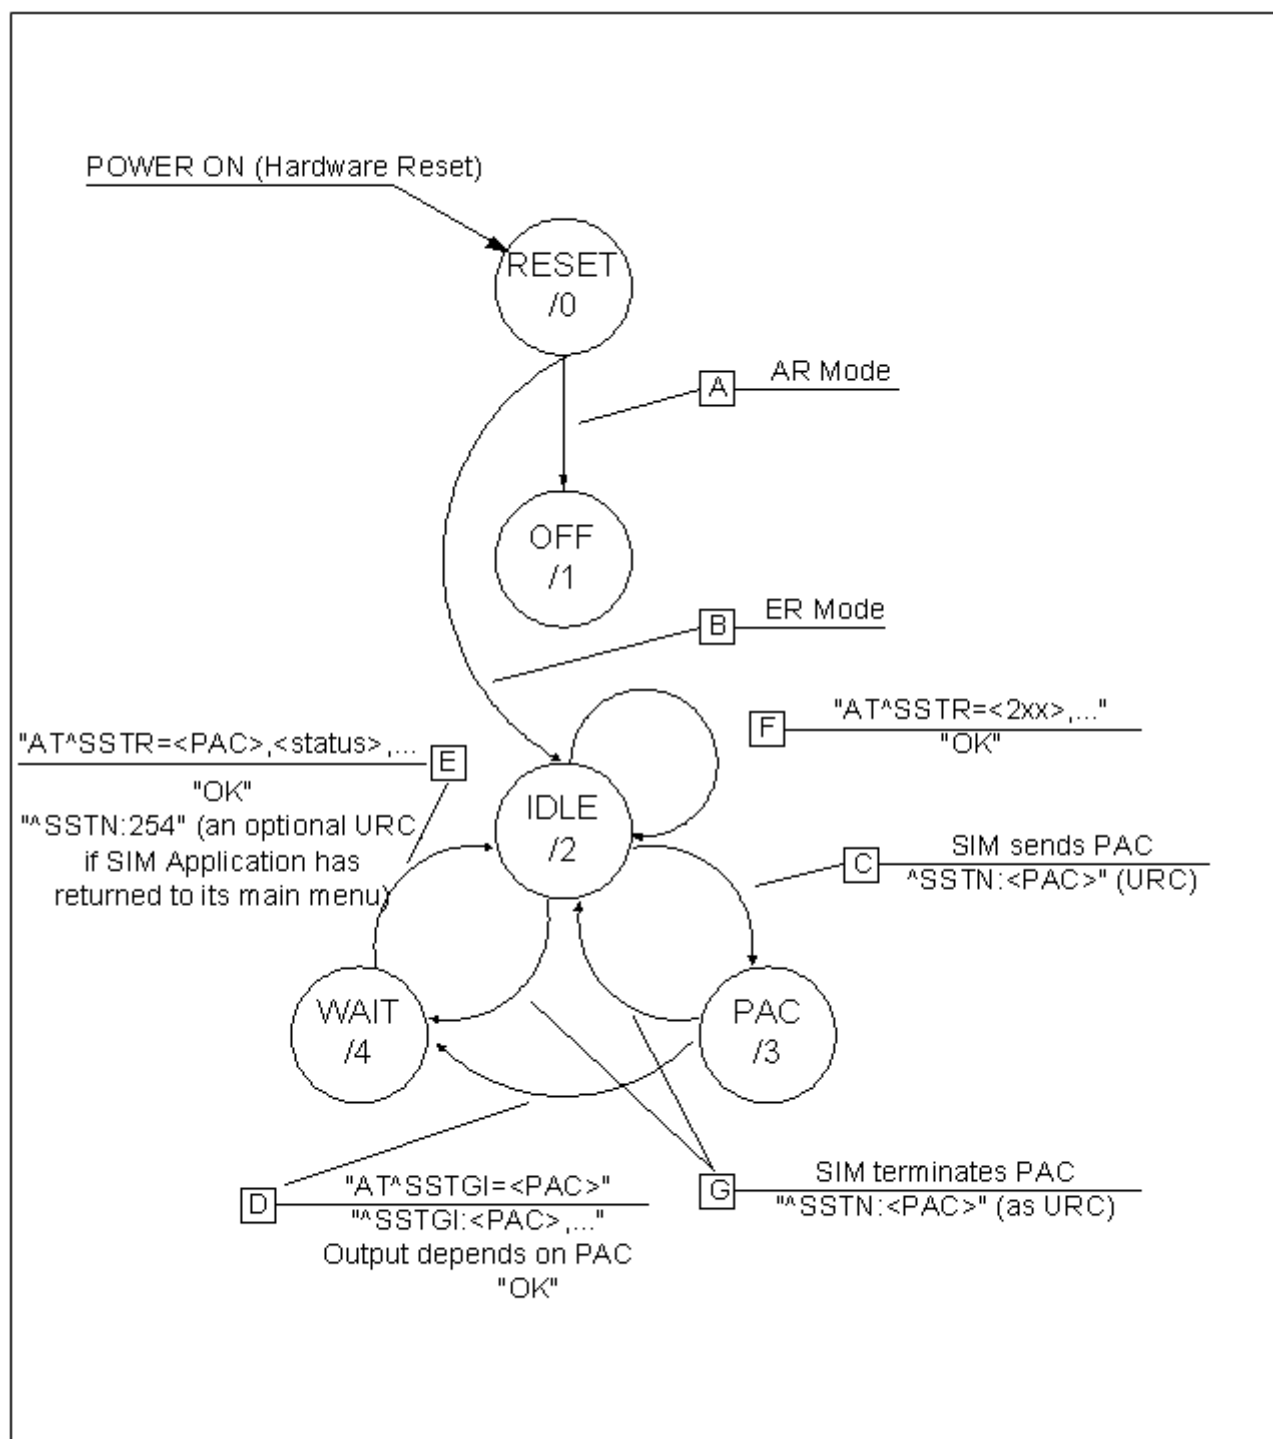 POWER ON (Hardware Reset)
RESET
/0
A
AR Mode
OFF
/1
B
ER Mode
F
"AT^SSTR=<2xx>,..."
"OK"
"AT^SSTR=<PAC>,<status>,...
E
"OK"
"^SSTN:254" (an optional URC
if SIM Application has
returned to its main menu)
IDLE
/2
C
SIM sends PAC
^SSTN:<PAC>" (URC)
WAIT
/4
PAC
/3
D
"AT^SSTGI=<PAC>"
"^SSTGI:<PAC>,..."
Output depends on PAC
"OK"
G
SIM terminates PAC
"^SSTN:<PAC>" (as URC)